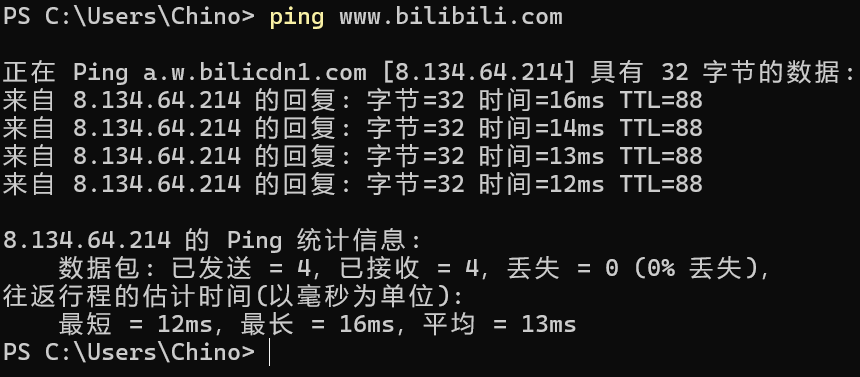 PS C:\Users\Chino> ping www.bilibili.com
正在 Ping a.w.bilicdn1.com [8.134.64.214] 具有 32 字节的数据:
来自 8.134.64.214 的回复: 字节=32 时间=16ms TTL=88
来自 8.134.64.214 的回复: 字节=32 时间=14ms TTL=88
来自 8.134.64.214 的回复: 字节=32 时间=13ms TTL=88
来自 8.134.64.214 的回复: 字节=32 时间=12ms TTL=88
8.134.64.214 的 Ping 统计信息:
数据包: 已发送 = 4, 已接收 = 4, 丢失 = 0 (0% 丢失),
往返行程的估计时间(以毫秒为单位):
最短 = 12ms, 最长 = 16ms, 平均 = 13ms
PS C:\Users\Chino>